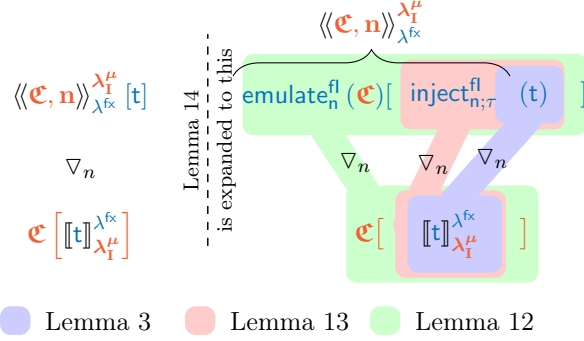 ⟪ℭ, n⟫^{λ_I^μ}_{λ^{fx}}
⟪ℭ, n⟫^{λ_I^μ}_{λ^{fx}} [t]
Lemma 14
is expanded to this
emulate^{fl}_n (ℭ)[ inject^{fl}_{n;τ} (t) ]
∇_n
∇_n ∇_n ∇_n
ℭ [⟦t⟧^{λ^{fx}}_{λ_I^μ}]
ℭ[ ⟦t⟧^{λ^{fx}}_{λ_I^μ} ]
Lemma 3 Lemma 13 Lemma 12